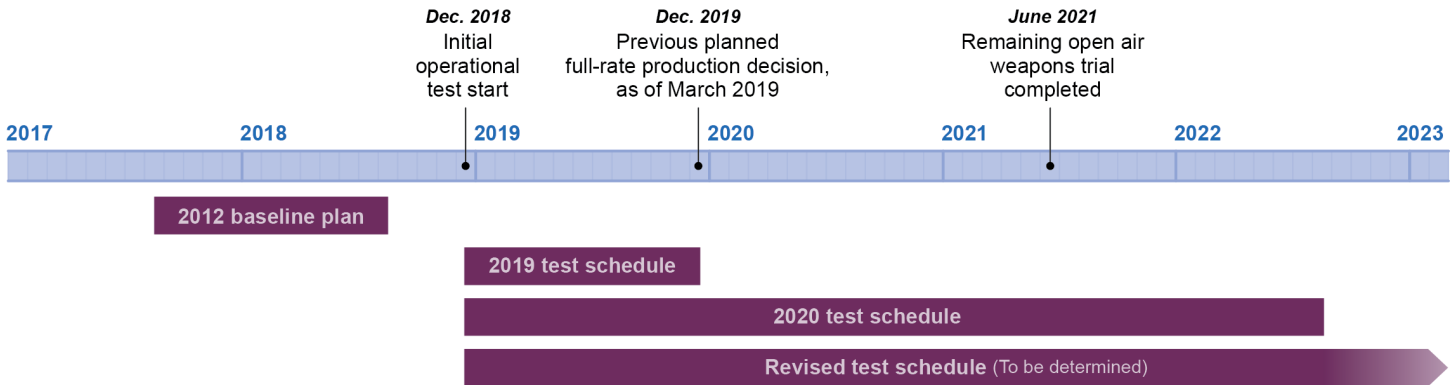 Dec. 2018
Initial
operational
test start
Dec. 2019
Previous planned
full-rate production decision,
as of March 2019
June 2021
Remaining open air
weapons trial
completed
2017 2018 2019 2020 2021 2022 2023
2012 baseline plan
2019 test schedule
2020 test schedule
Revised test schedule (To be determined)